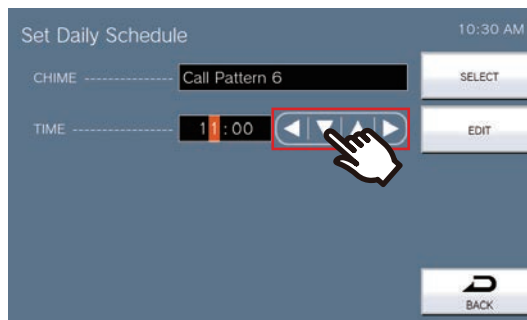 Set Daily Schedule
10:30 AM
CHIME --------------- Call Pattern 6
SELECT
TIME ----------------- 11:00
EDIT
BACK